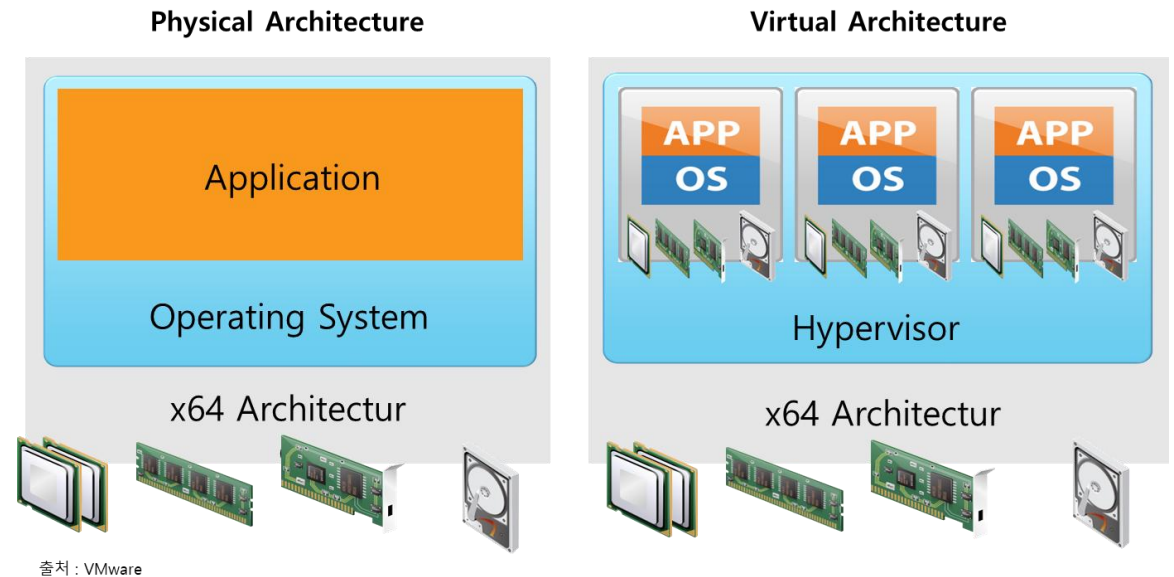 Physical Architecture
Virtual Architecture
Application
Operating System
x64 Architectur
APP
OS
APP
OS
APP
OS
Hypervisor
x64 Architectur
출처 : VMware